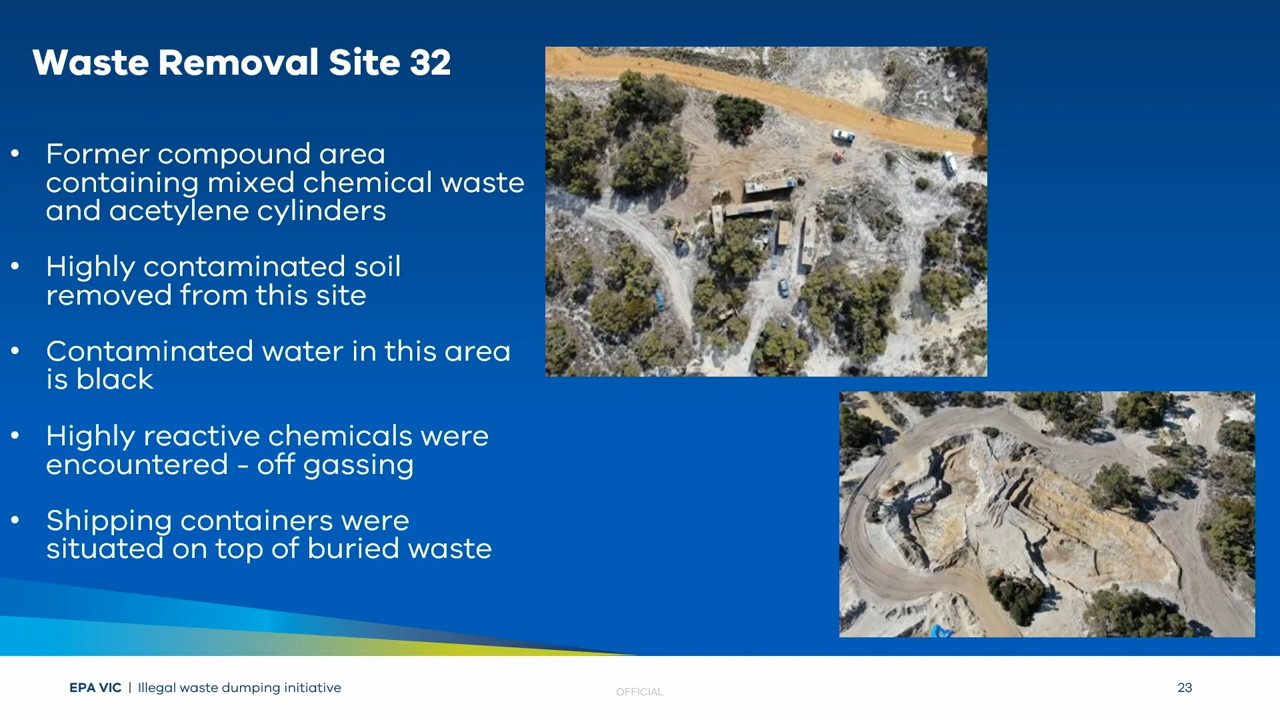 Waste Removal Site 32
• Former compound area
containing mixed chemical waste
and acetylene cylinders
• Highly contaminated soil
removed from this site
• Contaminated water in this area
is black
• Highly reactive chemicals were
encountered - off gassing
• Shipping containers were
situated on top of buried waste
EPA VIC | Illegal waste dumping initiative
OFFICIAL
23